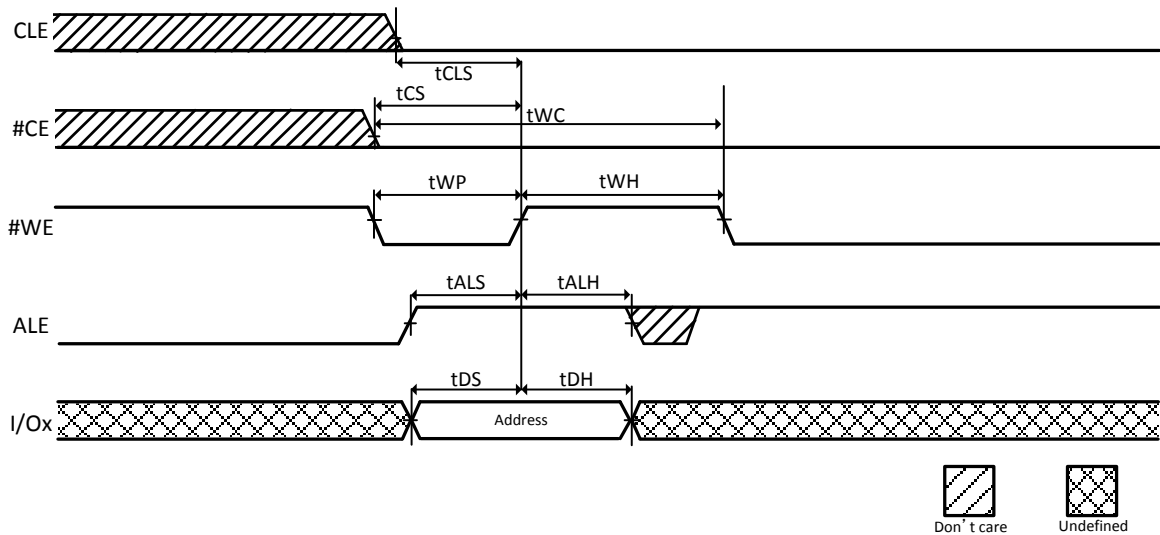 CLE
tCLS
tCS
#CE
tWC
tWP
tWH
#WE
tALS
tALH
ALE
tDS
tDH
I/Ox
Address
Don’t care
Undefined